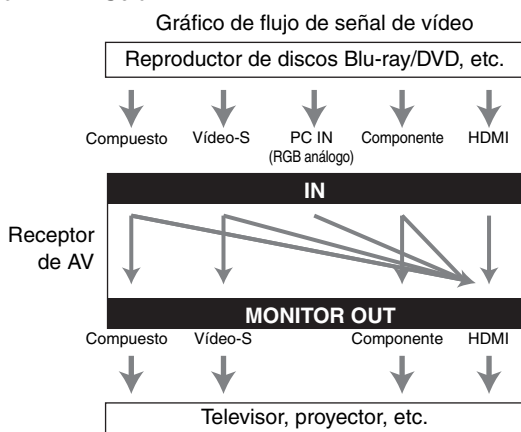 Gráfico de flujo de señal de vídeo
Reproductor de discos Blu-ray/DVD, etc.
Compuesto Vídeo-S PC IN Componente HDMI
(RGB análogo)
IN
Receptor
de AV
MONITOR OUT
Compuesto Vídeo-S Componente HDMI
Televisor, proyector, etc.